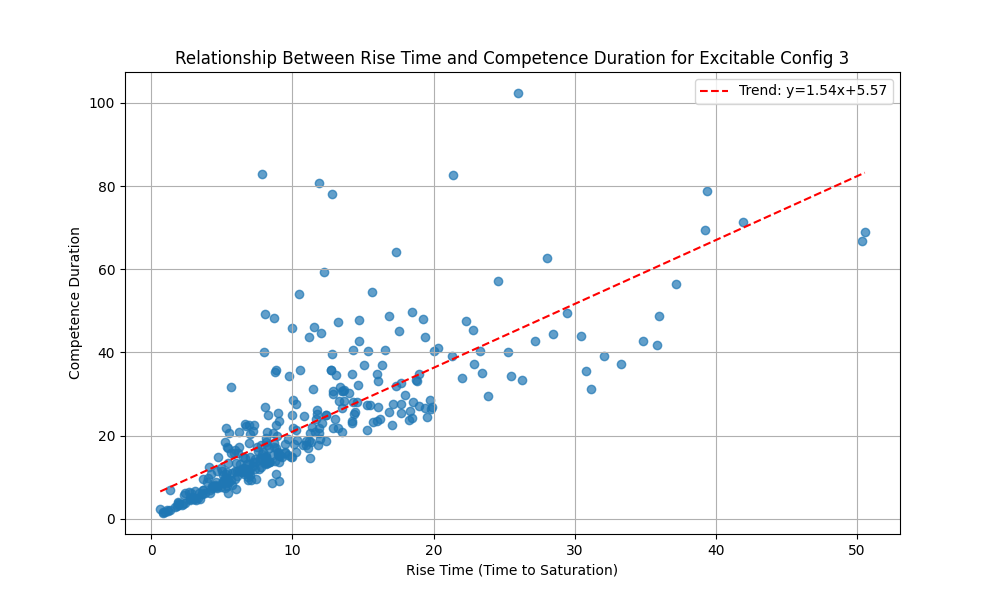 Relationship Between Rise Time and Competence Duration for Excitable Config 3
Trend: y=1.54x+5.57
100
80
60
40
20
0
Competence Duration
0 10 20 30 40 50
Rise Time (Time to Saturation)